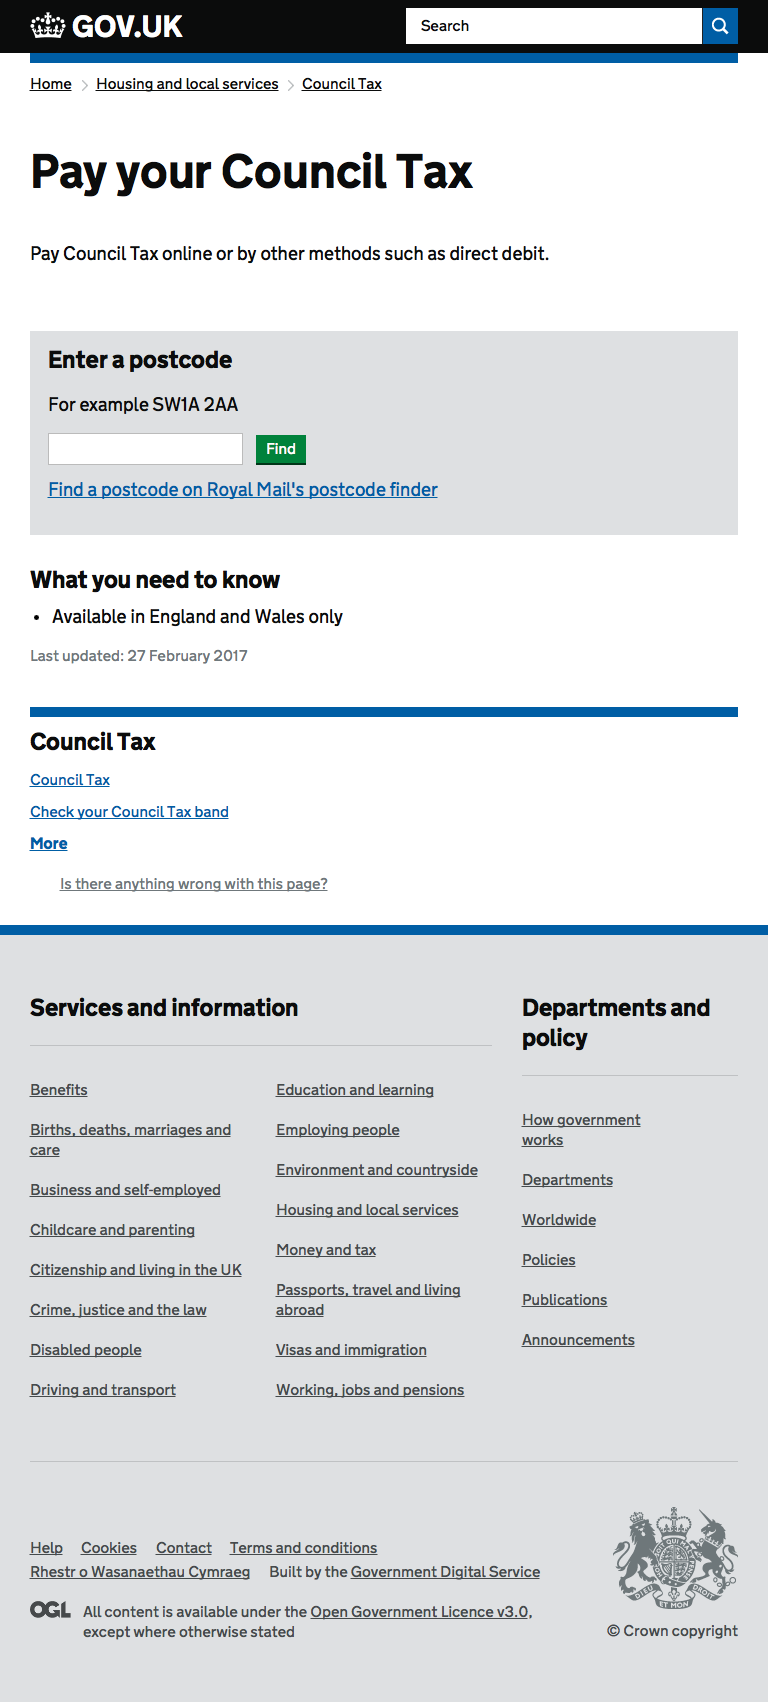 GOV.UK
Search
Home Housing and local services Council Tax
Pay your Council Tax
Pay Council Tax online or by other methods such as direct debit.
Enter a postcode
For example SW1A 2AA
Find
Find a postcode on Royal Mail's postcode finder
What you need to know
• Available in England and Wales only
Last updated: 27 February 2017
Council Tax
Council Tax
Check your Council Tax band
More
Is there anything wrong with this page?
Services and information
Benefits
Births, deaths, marriages and
care
Business and self-employed
Childcare and parenting
Citizenship and living in the UK
Crime, justice and the law
Disabled people
Driving and transport
Education and learning
Employing people
Environment and countryside
Housing and local services
Money and tax
Passports, travel and living
abroad
Visas and immigration
Working, jobs and pensions
Departments and
policy
How government
works
Departments
Worldwide
Policies
Publications
Announcements
Help Cookies Contact Terms and conditions
Rhestr o Wasanaethau Cymraeg Built by the Government Digital Service
OGL All content is available under the Open Government Licence v3.0,
except where otherwise stated
DIEU ET MON DROIT
© Crown copyright